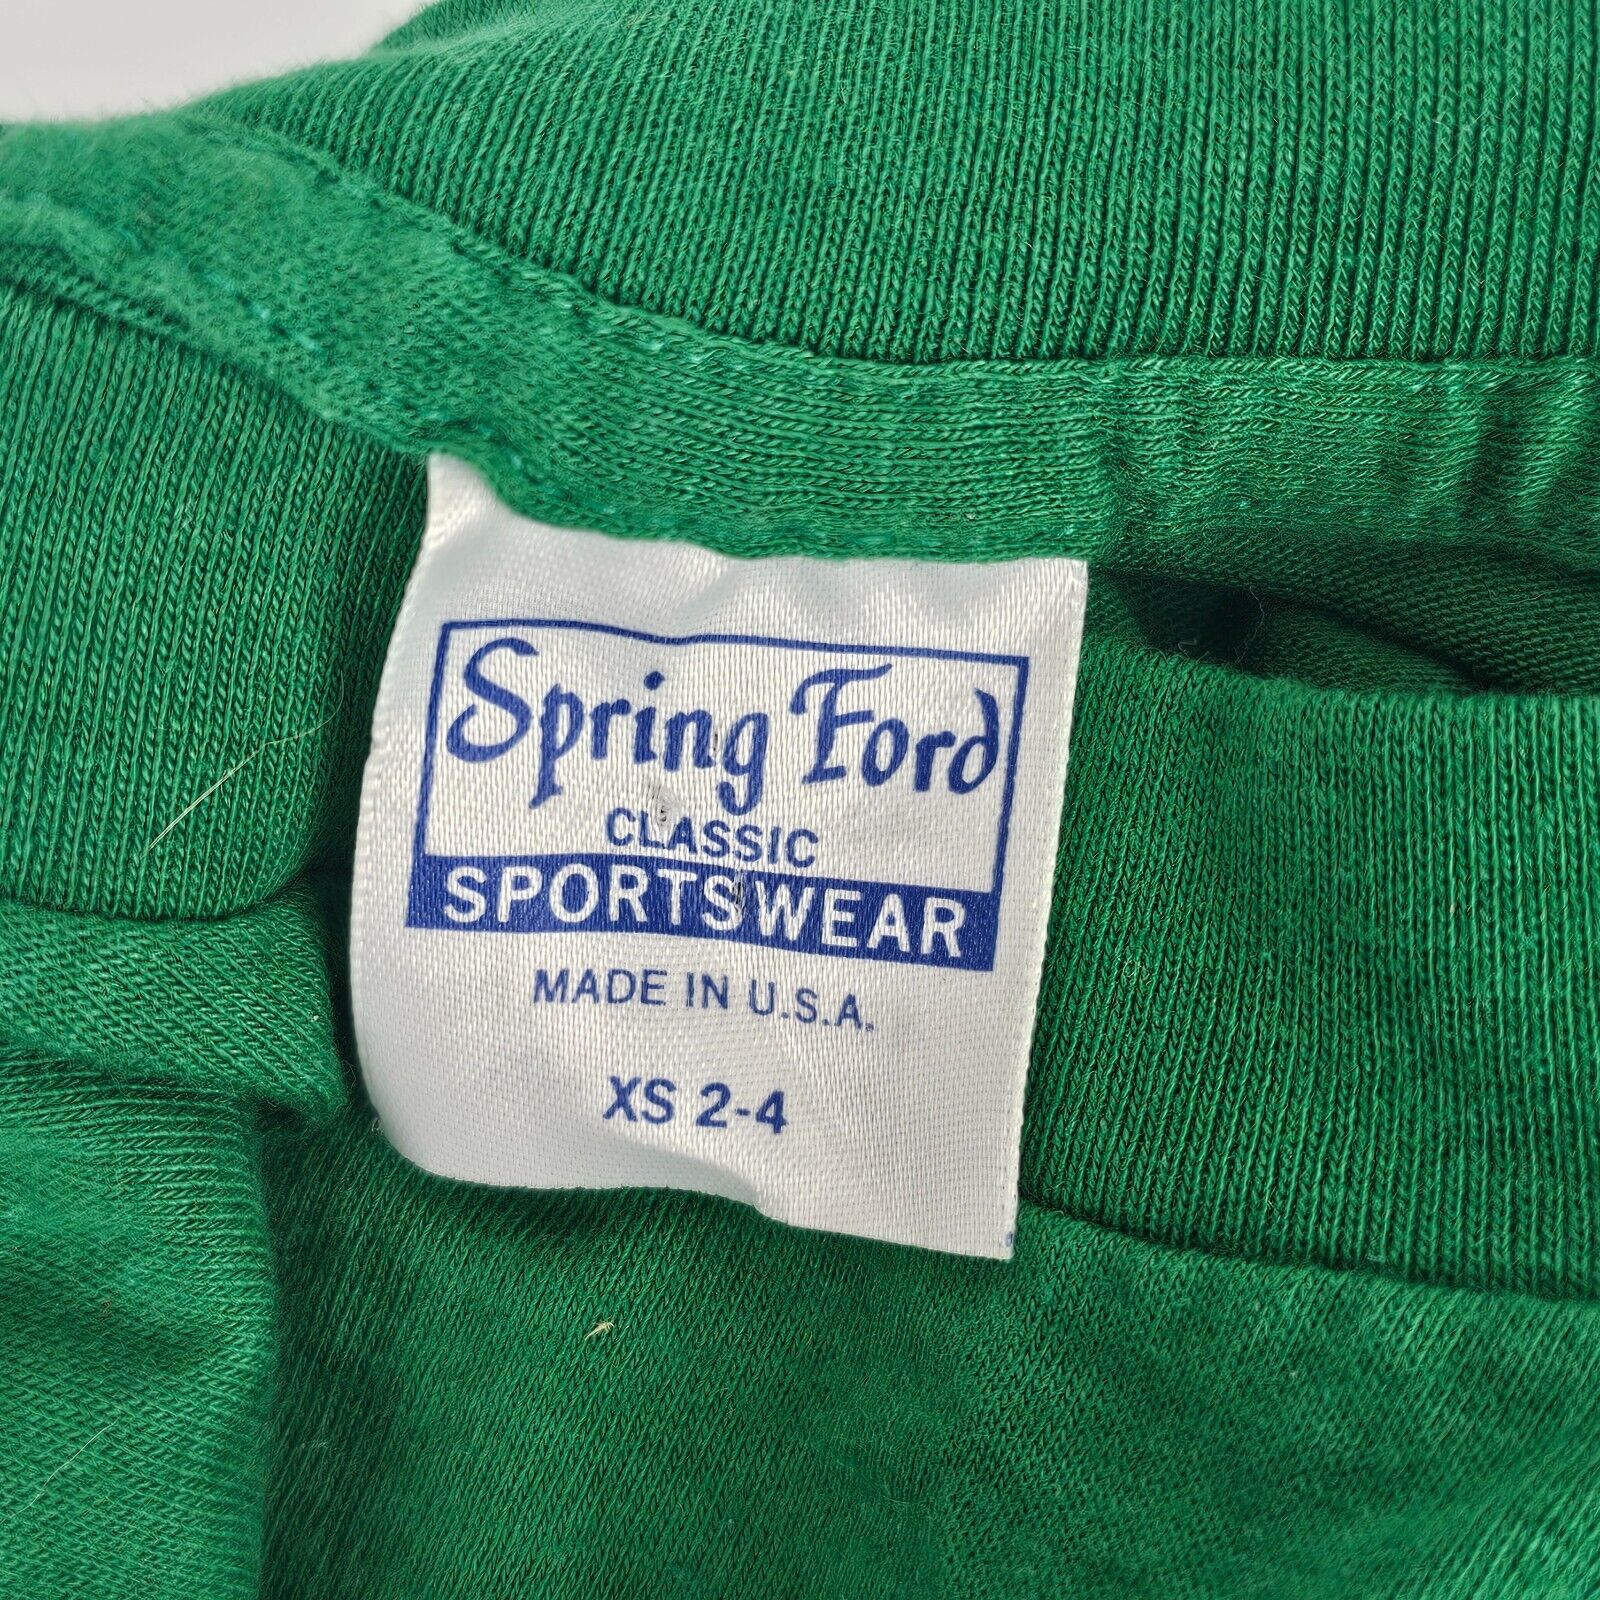 Spring Ford
CLASSIC
SPORTSWEAR
MADE IN U.S.A.
XS 2-4